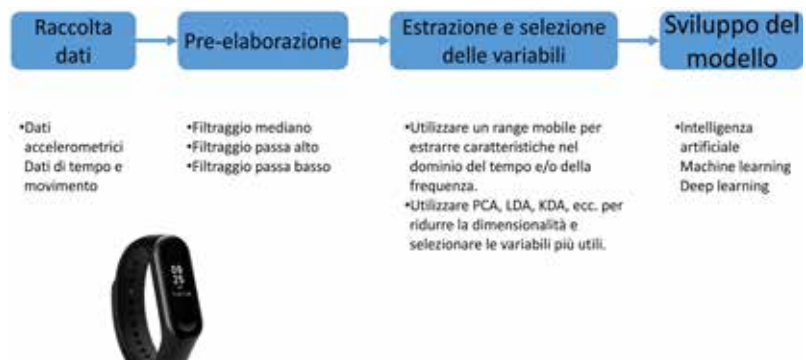 Raccolta
dati
Pre-elaborazione
Estrazione e selezione
delle variabili
Sviluppo del
modello
•Dati
accelerometrici
Dati di tempo e
movimento
•Filtraggio mediano
•Filtraggio passa alto
•Filtraggio passa basso
•Utilizzare un range mobile per
estrarre caratteristiche nel
dominio del tempo e/o della
frequenza.
•Utilizzare PCA, LDA, KDA, ecc. per
ridurre la dimensionalità e
selezionare le variabili più utili.
•Intelligenza
artificiale
Machine learning
Deep learning